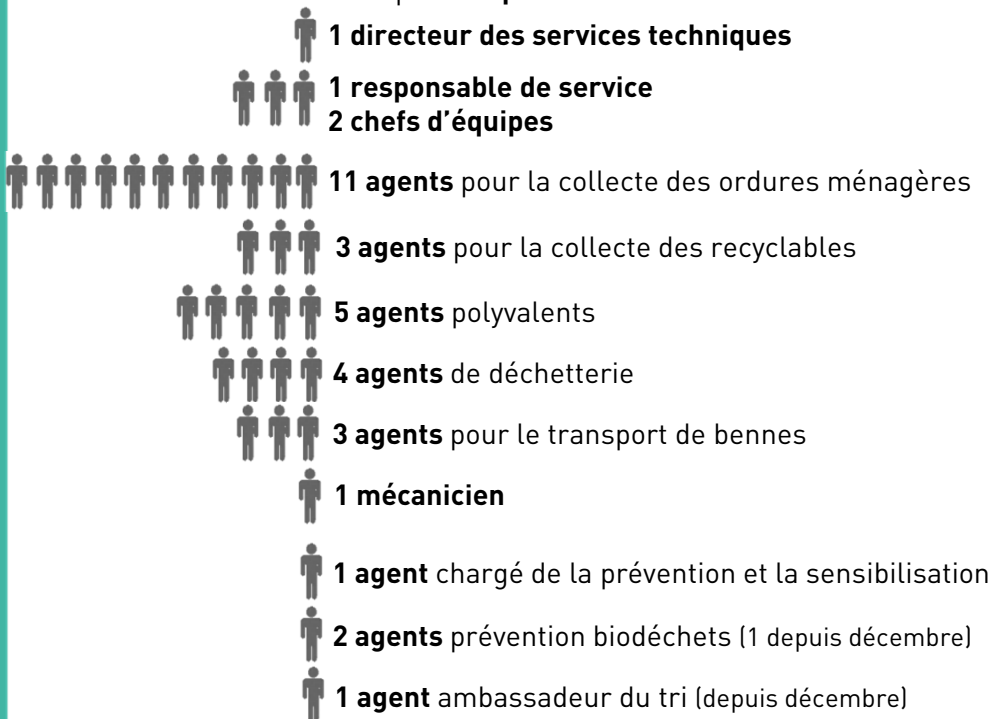 1 directeur des services techniques
1 responsable de service
2 chefs d'équipes
11 agents pour la collecte des ordures ménagères
3 agents pour la collecte des recyclables
5 agents polyvalents
4 agents de déchetterie
3 agents pour le transport de bennes
1 mécanicien
1 agent chargé de la prévention et la sensibilisation
2 agents prévention biodéchets (1 depuis décembre)
1 agent ambassadeur du tri (depuis décembre)